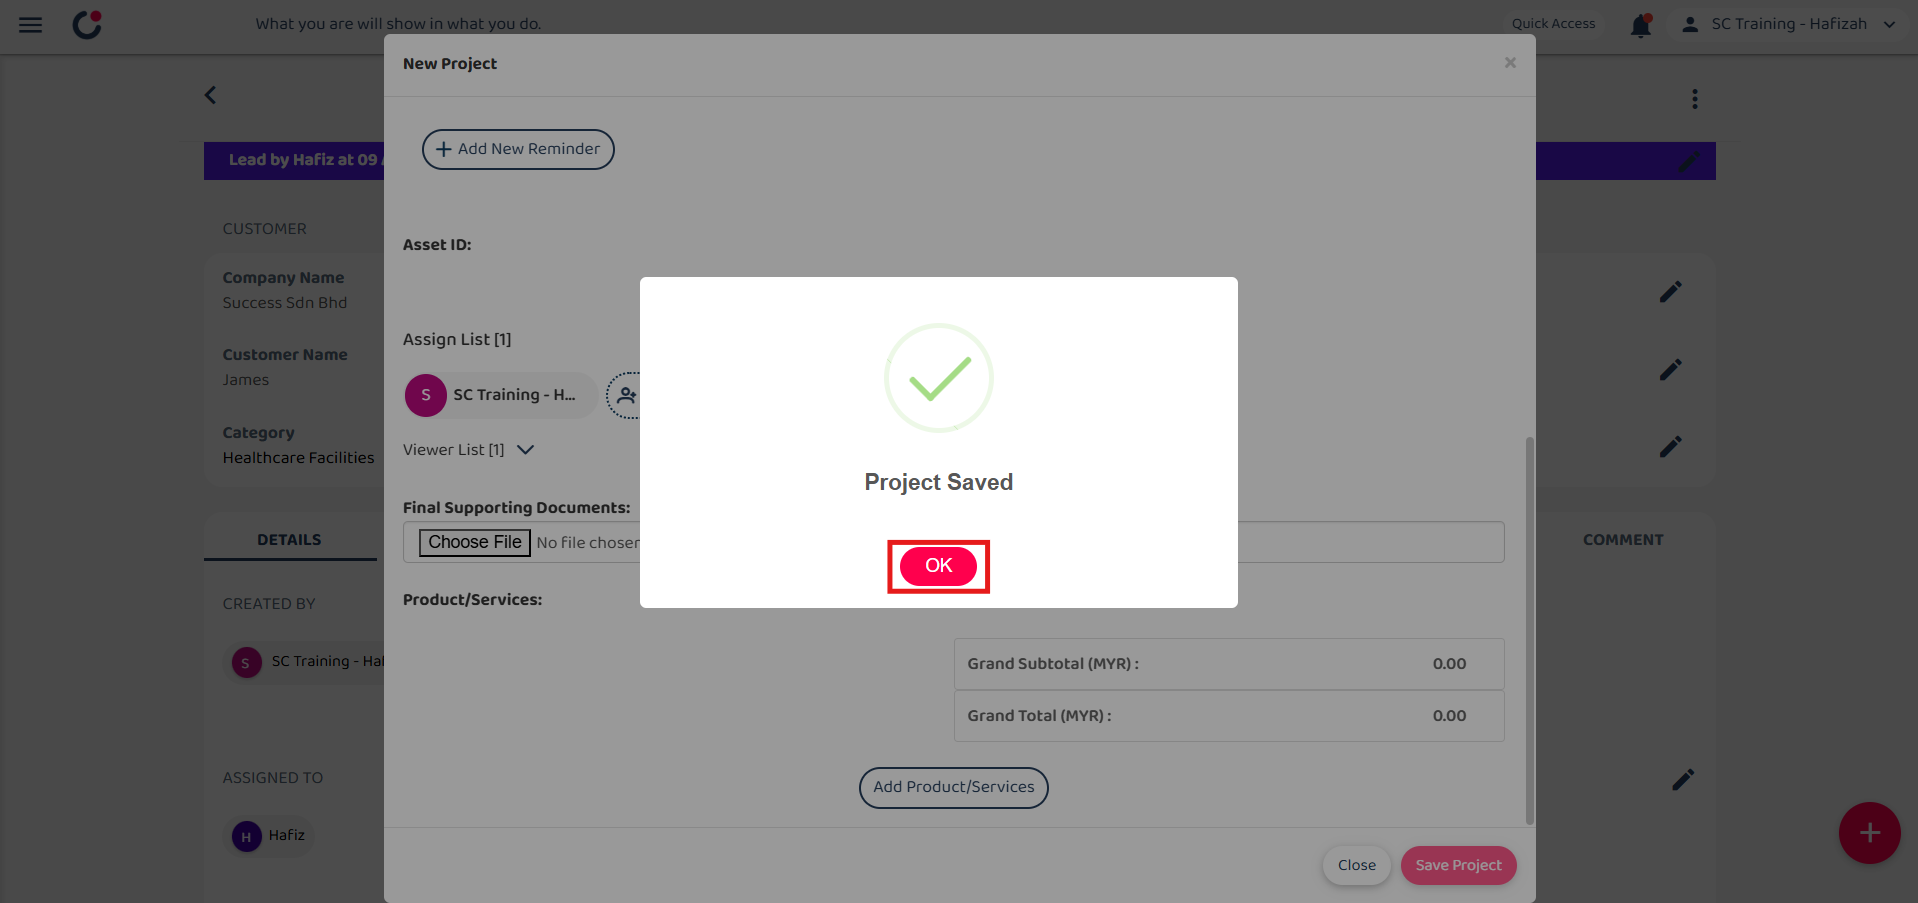 What you are will show in what you do.
Quick Access
SC Training - Hafizah
New Project
×
Add New Reminder
Lead by Hafiz at 09
CUSTOMER
Asset ID:
Company Name
Success Sdn Bhd
Assign List [1]
Customer Name
James
S
SC Training - H...
Category
Healthcare Facilities
Viewer List [1]
Project Saved
OK
Final Supporting Documents:
Choose File
No file chosen
DETAILS
COMMENT
Product/Services:
CREATED BY
S
SC Training - Haf
Grand Subtotal (MYR) :
0.00
Grand Total (MYR) :
0.00
ASSIGNED TO
Add Product/Services
H
Hafiz
Close
Save Project